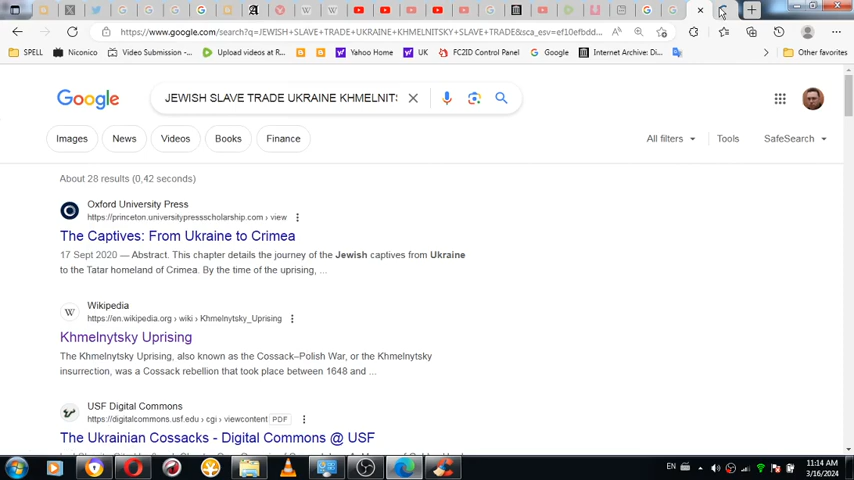 https://www.google.com/search?q=JEWISH+SLAVE+TRADE+UKRAINE+KHMELNITSKY+SLAVE+TRADE&sca_esv=ef10efbdd...
SPELL
Niconico
Video Submission -...
Upload videos at R...
Bing
Bing
Yahoo Home
UK
FC2ID Control Panel
Google
Internet Archive: Di...
Other favorites
Google
JEWISH SLAVE TRADE UKRAINE KHMELNITS
Images
News
Videos
Books
Finance
All filters
Tools
SafeSearch
About 28 results (0,42 seconds)
Oxford University Press
https://princeton.universitypressscholarship.com › view
The Captives: From Ukraine to Crimea
17 Sept 2020 — Abstract. This chapter details the journey of the Jewish captives from Ukraine
to the Tatar homeland of Crimea. By the time of the uprising, ...
W
Wikipedia
https://en.wikipedia.org › wiki › Khmelnytsky_Uprising
Khmelnytsky Uprising
The Khmelnytsky Uprising, also known as the Cossack–Polish War, or the Khmelnytsky
insurrection, was a Cossack rebellion that took place between 1648 and ...
USF Digital Commons
https://digitalcommons.usf.edu › cgi › viewcontent PDF
The Ukrainian Cossacks - Digital Commons @ USF
EN
11:14 AM
3/16/2024